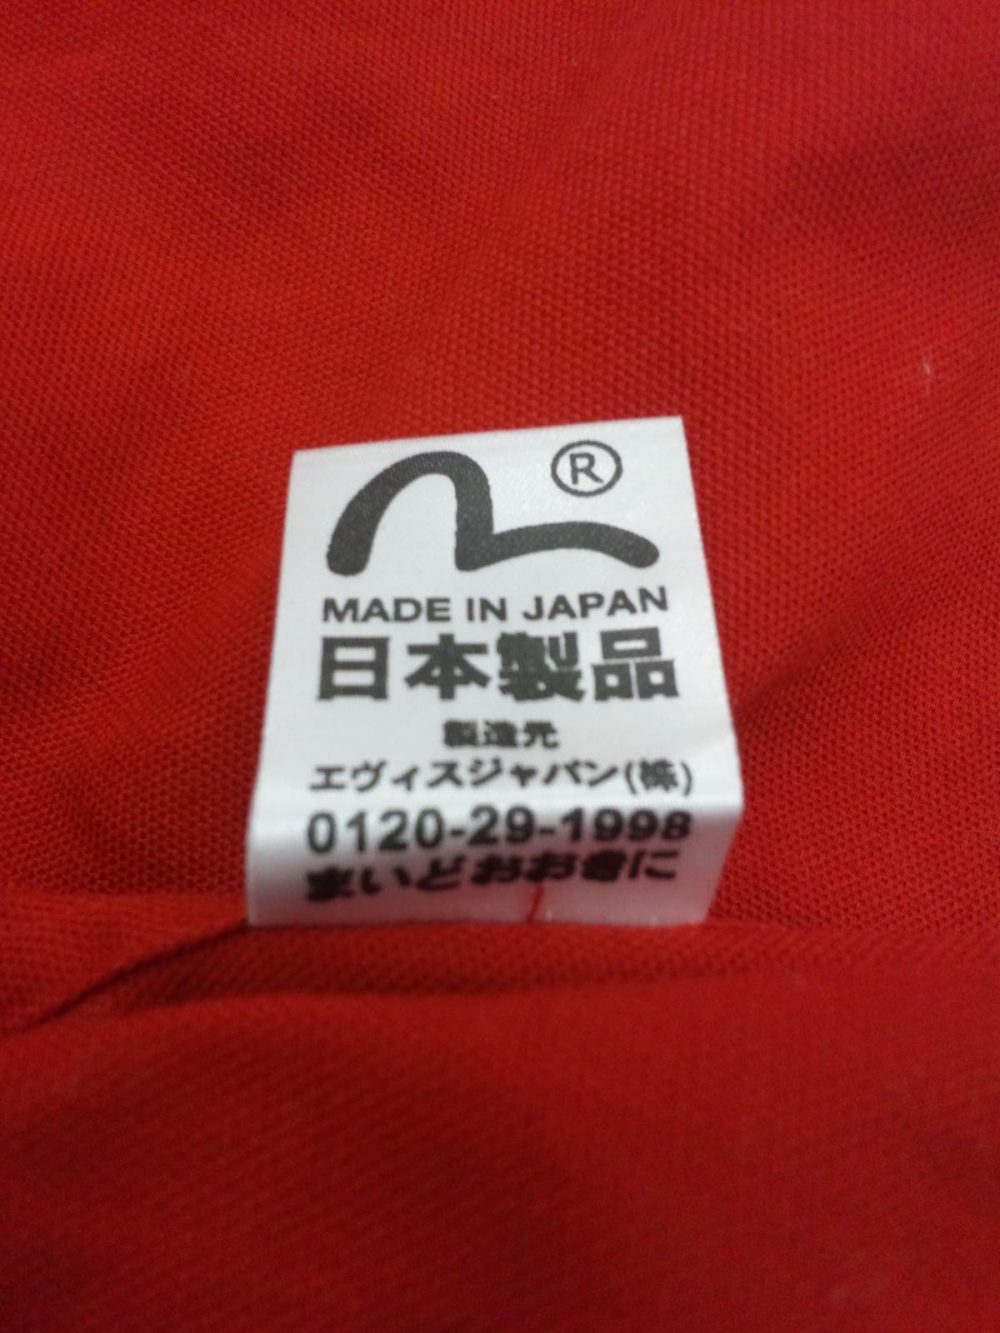 ®
MADE IN JAPAN
日本製品
製造元
エヴィスジャパン(株)
0120-29-1998
まいどおおきに